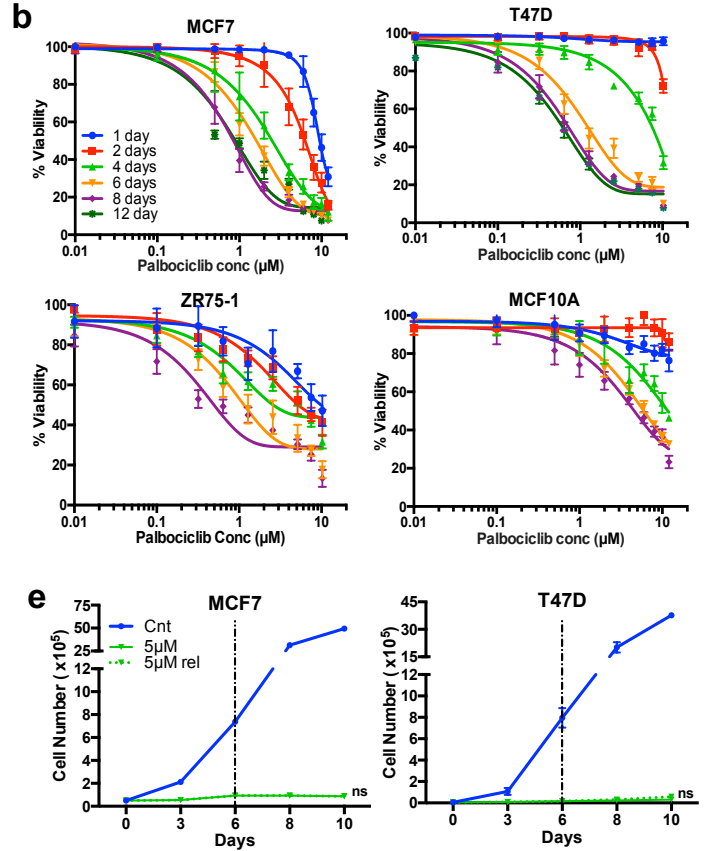 b
MCF7
% Viablility
100
80
60
40
20
0
1 day
2 days
4 days
6 days
8 days
12 day
0.01
0.1
1
10
Palbociclib conc (µM)
T47D
% Viability
100
80
60
40
20
0
0.01
0.1
1
10
Palbociclib conc (µM)
ZR75-1
% Viablility
100
80
60
40
20
0
0.01
0.1
1
10
Palbociclib Conc (µM)
MCF10A
% Viability
100
80
60
40
20
0
0.01
0.1
1
10
Palbociclib conc (µM)
e
MCF7
Cell Number ( x10⁵)
75
50
25
12
10
8
6
4
2
0
Cnt
5µM
5µM rel
ns
0
3
6
8
10
Days
T47D
Cell Number ( x10⁵)
45
30
15
12
10
8
6
4
2
0
ns
0
3
6
8
10
Days